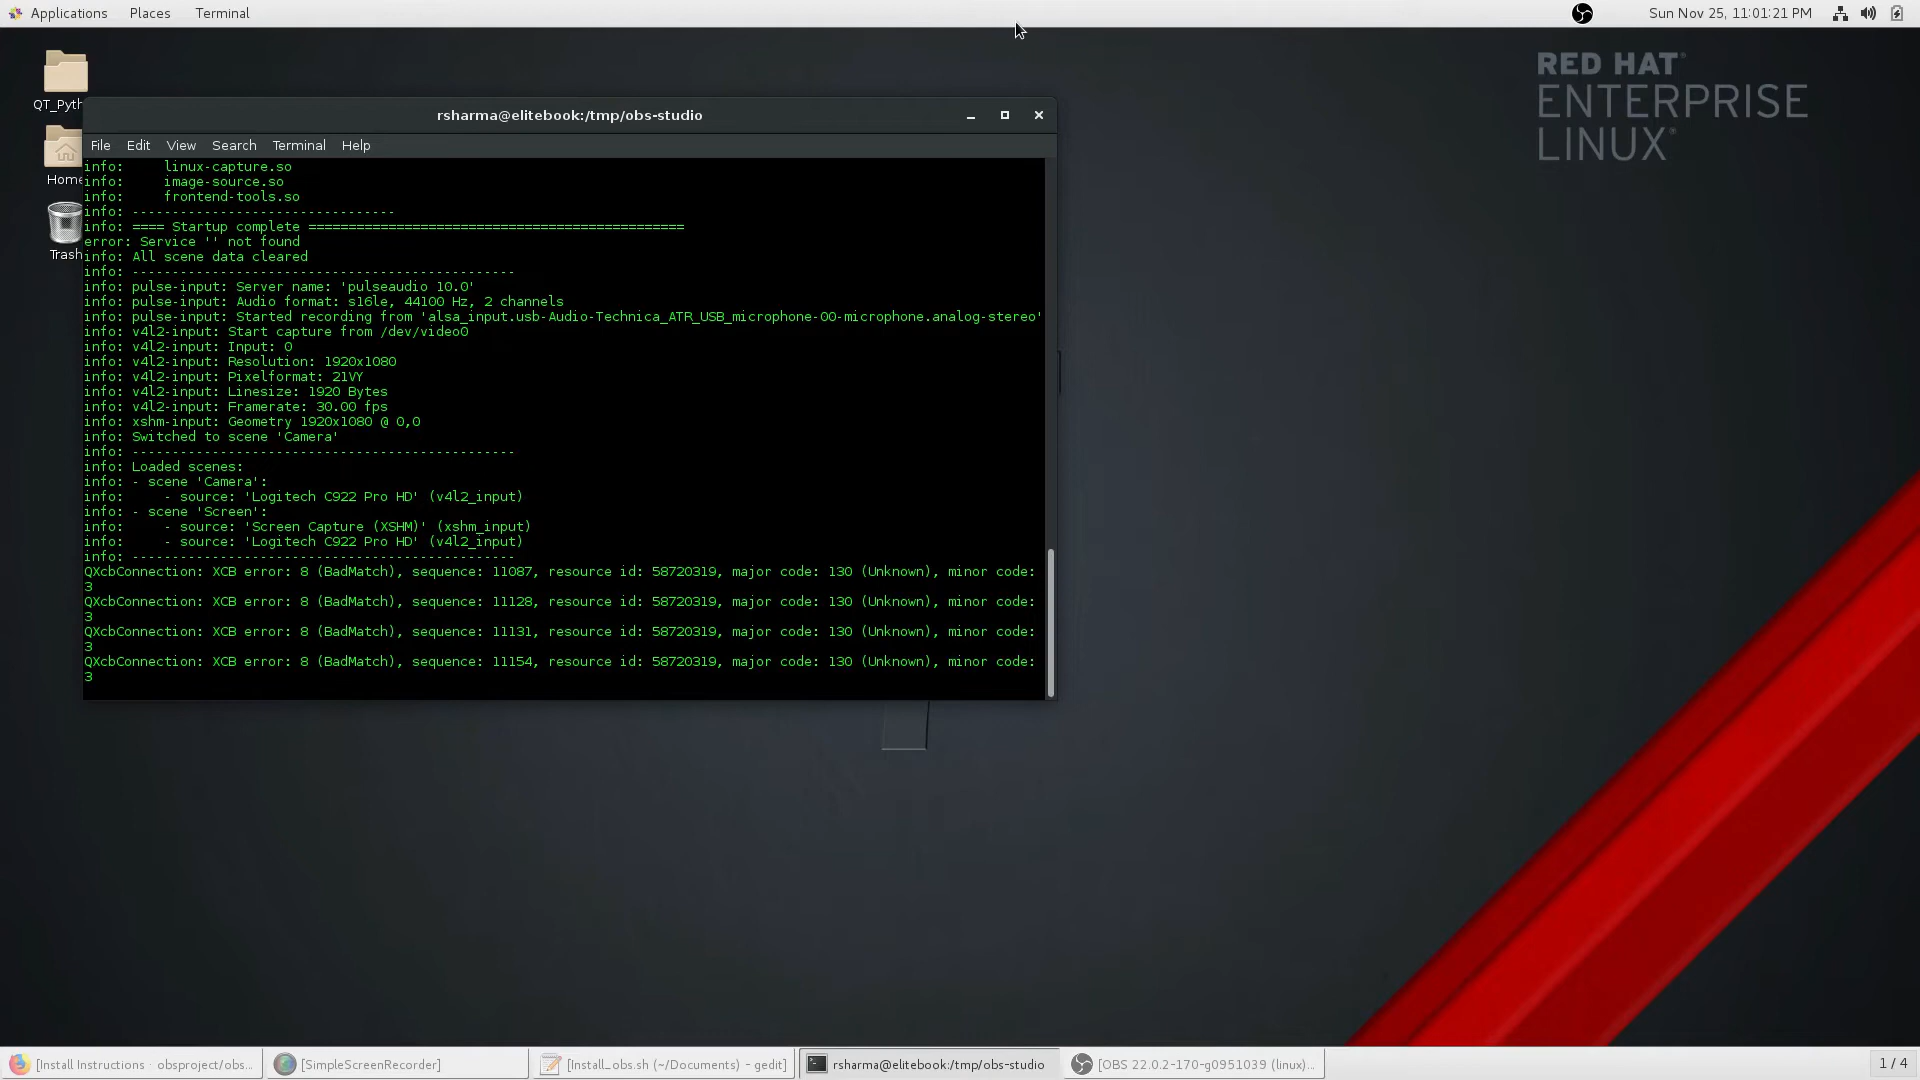 Applications Places Terminal Sun Nov 25, 11:01:21 PM
RED HAT®
ENTERPRISE
LINUX®
QT_Pyth
Home
Trash
rsharma@elitebook:/tmp/obs-studio
File Edit View Search Terminal Help
info:     linux-capture.so
info:     image-source.so
info:     frontend-tools.so
info: ---------------------------------
info: ==== Startup complete ===============================================
error: Service '' not found
info: All scene data cleared
info: ------------------------------------------------
info: pulse-input: Server name: 'pulseaudio 10.0'
info: pulse-input: Audio format: s16le, 44100 Hz, 2 channels
info: pulse-input: Started recording from 'alsa_input.usb-Audio-Technica_ATR_USB_microphone-00-microphone.analog-stereo'
info: v4l2-input: Start capture from /dev/video0
info: v4l2-input: Input: 0
info: v4l2-input: Resolution: 1920x1080
info: v4l2-input: Pixelformat: 21VY
info: v4l2-input: Linesize: 1920 Bytes
info: v4l2-input: Framerate: 30.00 fps
info: xshm-input: Geometry 1920x1080 @ 0,0
info: Switched to scene 'Camera'
info: ------------------------------------------------
info: Loaded scenes:
info: - scene 'Camera':
info:     - source: 'Logitech C922 Pro HD' (v4l2_input)
info: - scene 'Screen':
info:     - source: 'Screen Capture (XSHM)' (xshm_input)
info:     - source: 'Logitech C922 Pro HD' (v4l2_input)
info: ------------------------------------------------
QXcbConnection: XCB error: 8 (BadMatch), sequence: 11087, resource id: 58720319, major code: 130 (Unknown), minor code:
3
QXcbConnection: XCB error: 8 (BadMatch), sequence: 11128, resource id: 58720319, major code: 130 (Unknown), minor code:
3
QXcbConnection: XCB error: 8 (BadMatch), sequence: 11131, resource id: 58720319, major code: 130 (Unknown), minor code:
3
QXcbConnection: XCB error: 8 (BadMatch), sequence: 11154, resource id: 58720319, major code: 130 (Unknown), minor code:
3
[Install Instructions · obsproject/obs... [SimpleScreenRecorder] [Install_obs.sh (~/Documents) - gedit] rsharma@elitebook:/tmp/obs-studio [OBS 22.0.2-170-g0951039 (linux)... 1 / 4